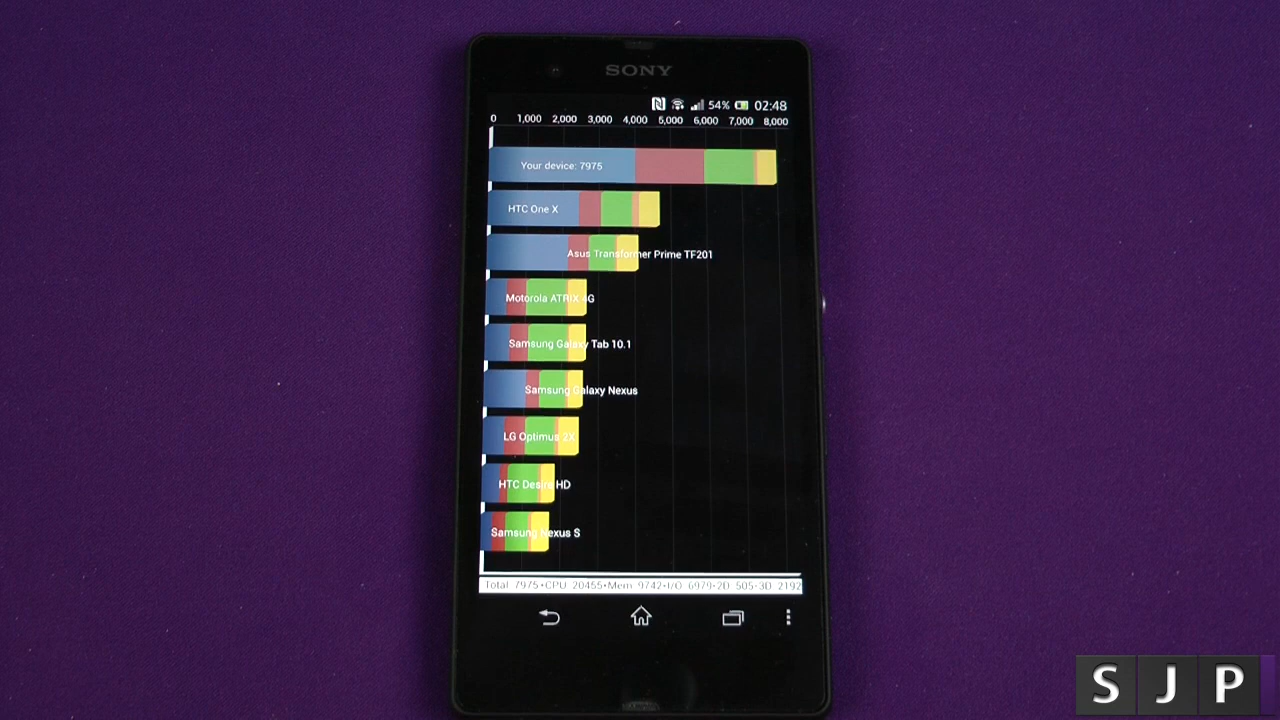 SONY
54% 02:48
0 1,000 2,000 3,000 4,000 5,000 6,000 7,000 8,000
Your device: 7975
HTC One X
Asus Transformer Prime TF201
Motorola ATRIX 4G
Samsung Galaxy Tab 10.1
Samsung Galaxy Nexus
LG Optimus 2X
HTC Desire HD
Samsung Nexus S
Total: 7975•CPU: 20455•Mem: 9742•I/O: 6979•2D: 505•3D: 2192
SJP